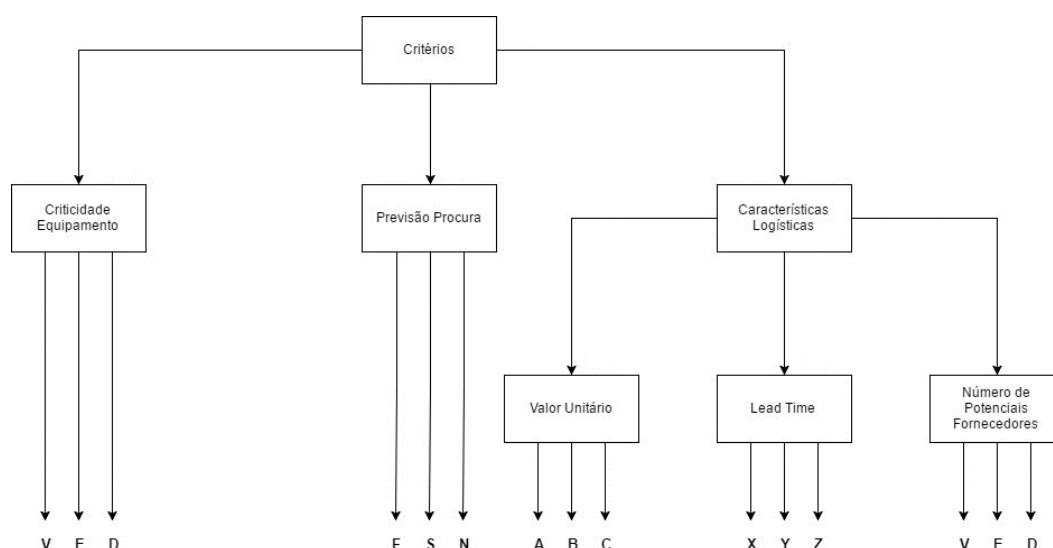 Critérios
Criticidade
Equipamento
Previsão Procura
Características
Logísticas
Valor Unitário
Lead Time
Número de
Potenciais
Fornecedores
V E D F S N A B C X Y Z V E D